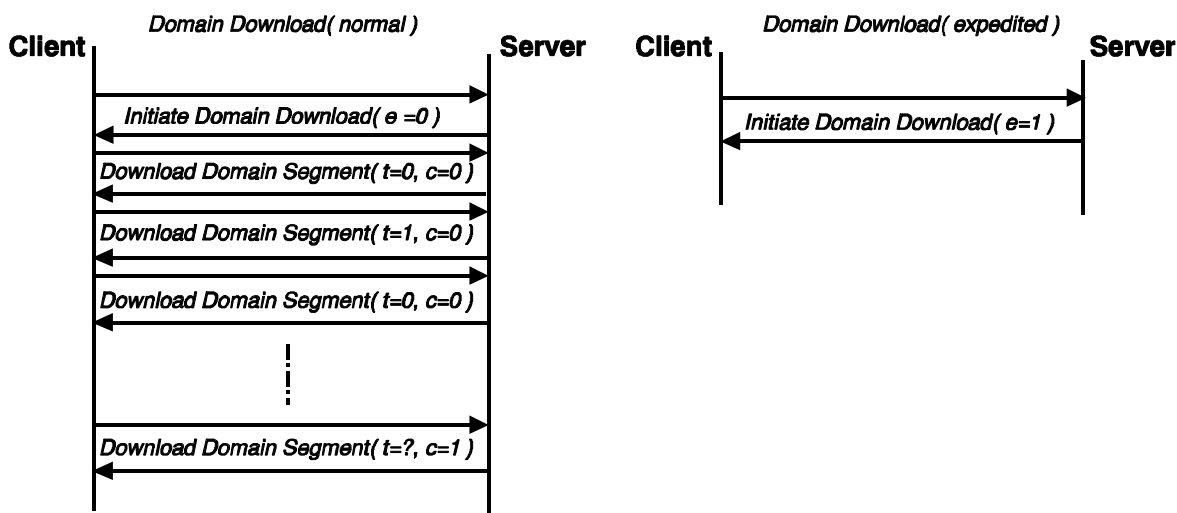 Domain Download( normal )
Client
Server
Initiate Domain Download( e =0 )
Download Domain Segment( t=0, c=0 )
Download Domain Segment( t=1, c=0 )
Download Domain Segment( t=0, c=0 )
Download Domain Segment( t=?, c=1 )
Domain Download( expedited )
Client
Server
Initiate Domain Download( e=1 )